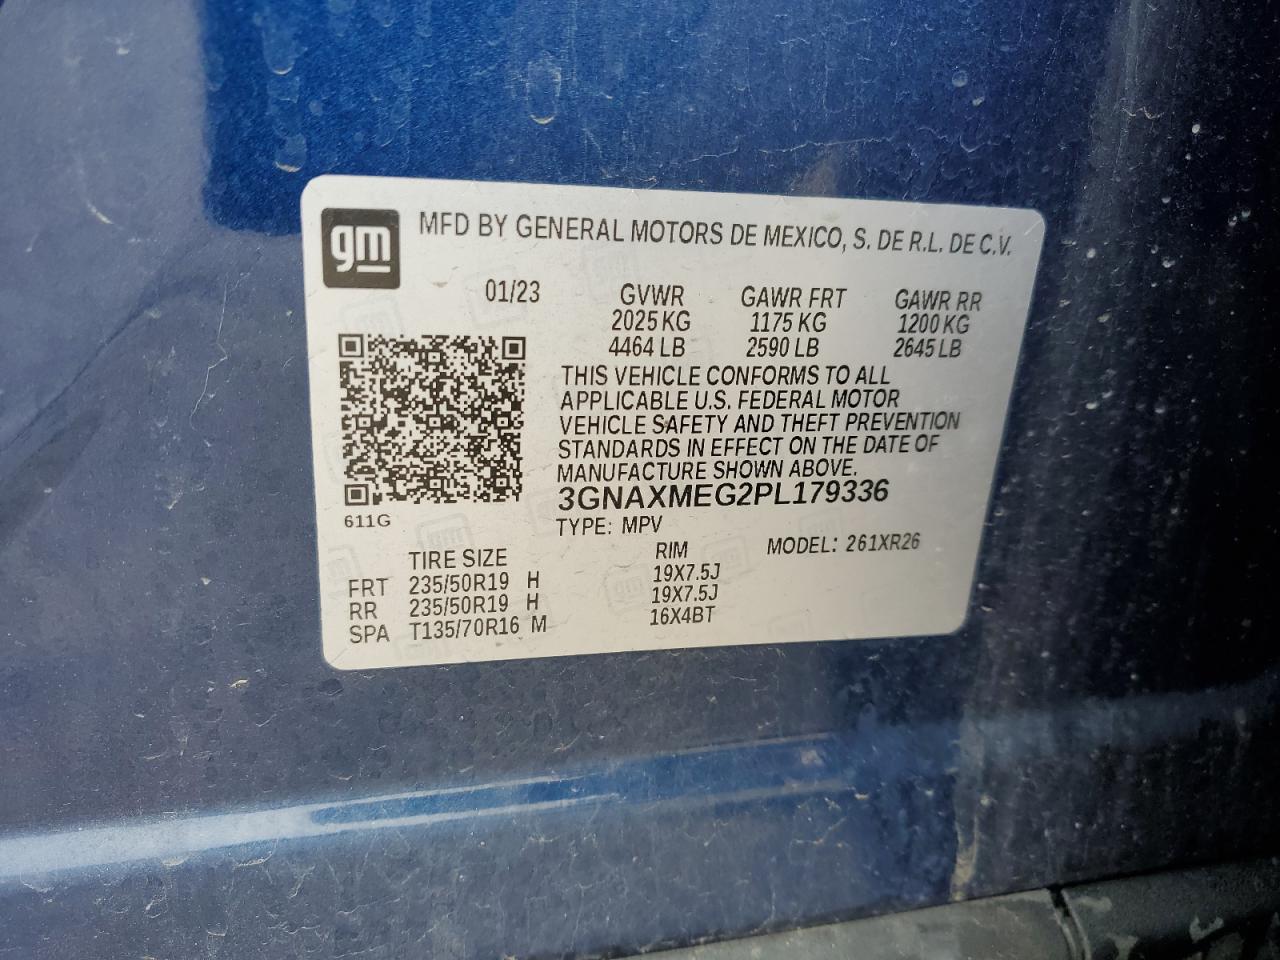 gm
MFD BY GENERAL MOTORS DE MEXICO, S. DE R.L. DE C.V.
01/23 GVWR GAWR FRT GAWR RR
2025 KG 1175 KG 1200 KG
4464 LB 2590 LB 2645 LB
THIS VEHICLE CONFORMS TO ALL
APPLICABLE U.S. FEDERAL MOTOR
VEHICLE SAFETY AND THEFT PREVENTION
STANDARDS IN EFFECT ON THE DATE OF
MANUFACTURE SHOWN ABOVE.
3GNAXMEG2PL179336
611G
TYPE: MPV
MODEL: 261XR26
TIRE SIZE RIM
FRT 235/50R19 H 19X7.5J
RR 235/50R19 H 19X7.5J
SPA T135/70R16 M 16X4BT